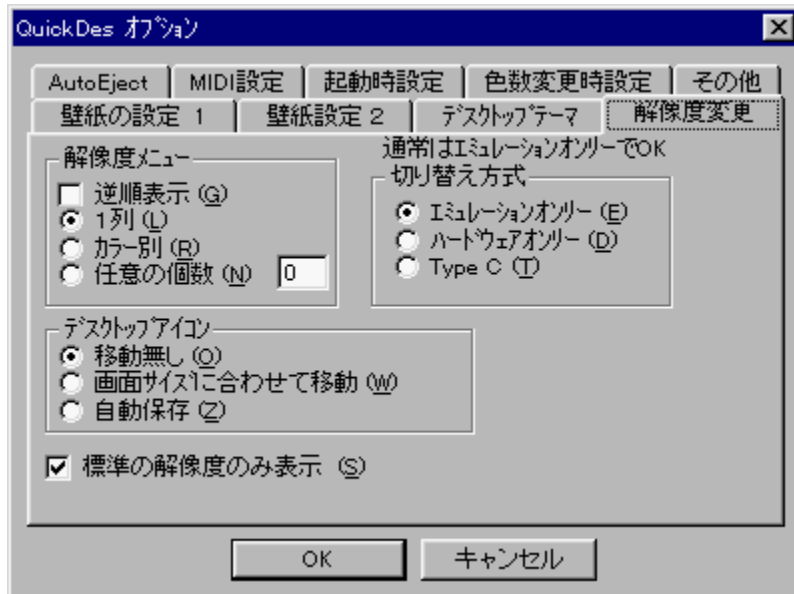 QuickDes ｵﾌﾟｼｮﾝ
AutoEject MIDI設定 起動時設定 色数変更時設定 その他
壁紙の設定 1 壁紙設定 2 ﾃﾞｽｸﾄｯﾌﾟﾃｰﾏ 解像度変更
解像度ﾒﾆｭｰ
逆順表示 (G)
1列 (L)
ｶﾗｰ別 (R)
任意の個数 (N) 0
通常はｴﾐｭﾚｰｼｮﾝｵﾝﾘｰでOK
切り替え方式
ｴﾐｭﾚｰｼｮﾝｵﾝﾘｰ (E)
ﾊｰﾄﾞｳｪｱｵﾝﾘｰ (D)
Type C (T)
ﾃﾞｽｸﾄｯﾌﾟｱｲｺﾝ
移動無し (O)
画面ｻｲｽﾞに合わせて移動 (W)
自動保存 (Z)
標準の解像度のみ表示 (S)
OK キャンセル